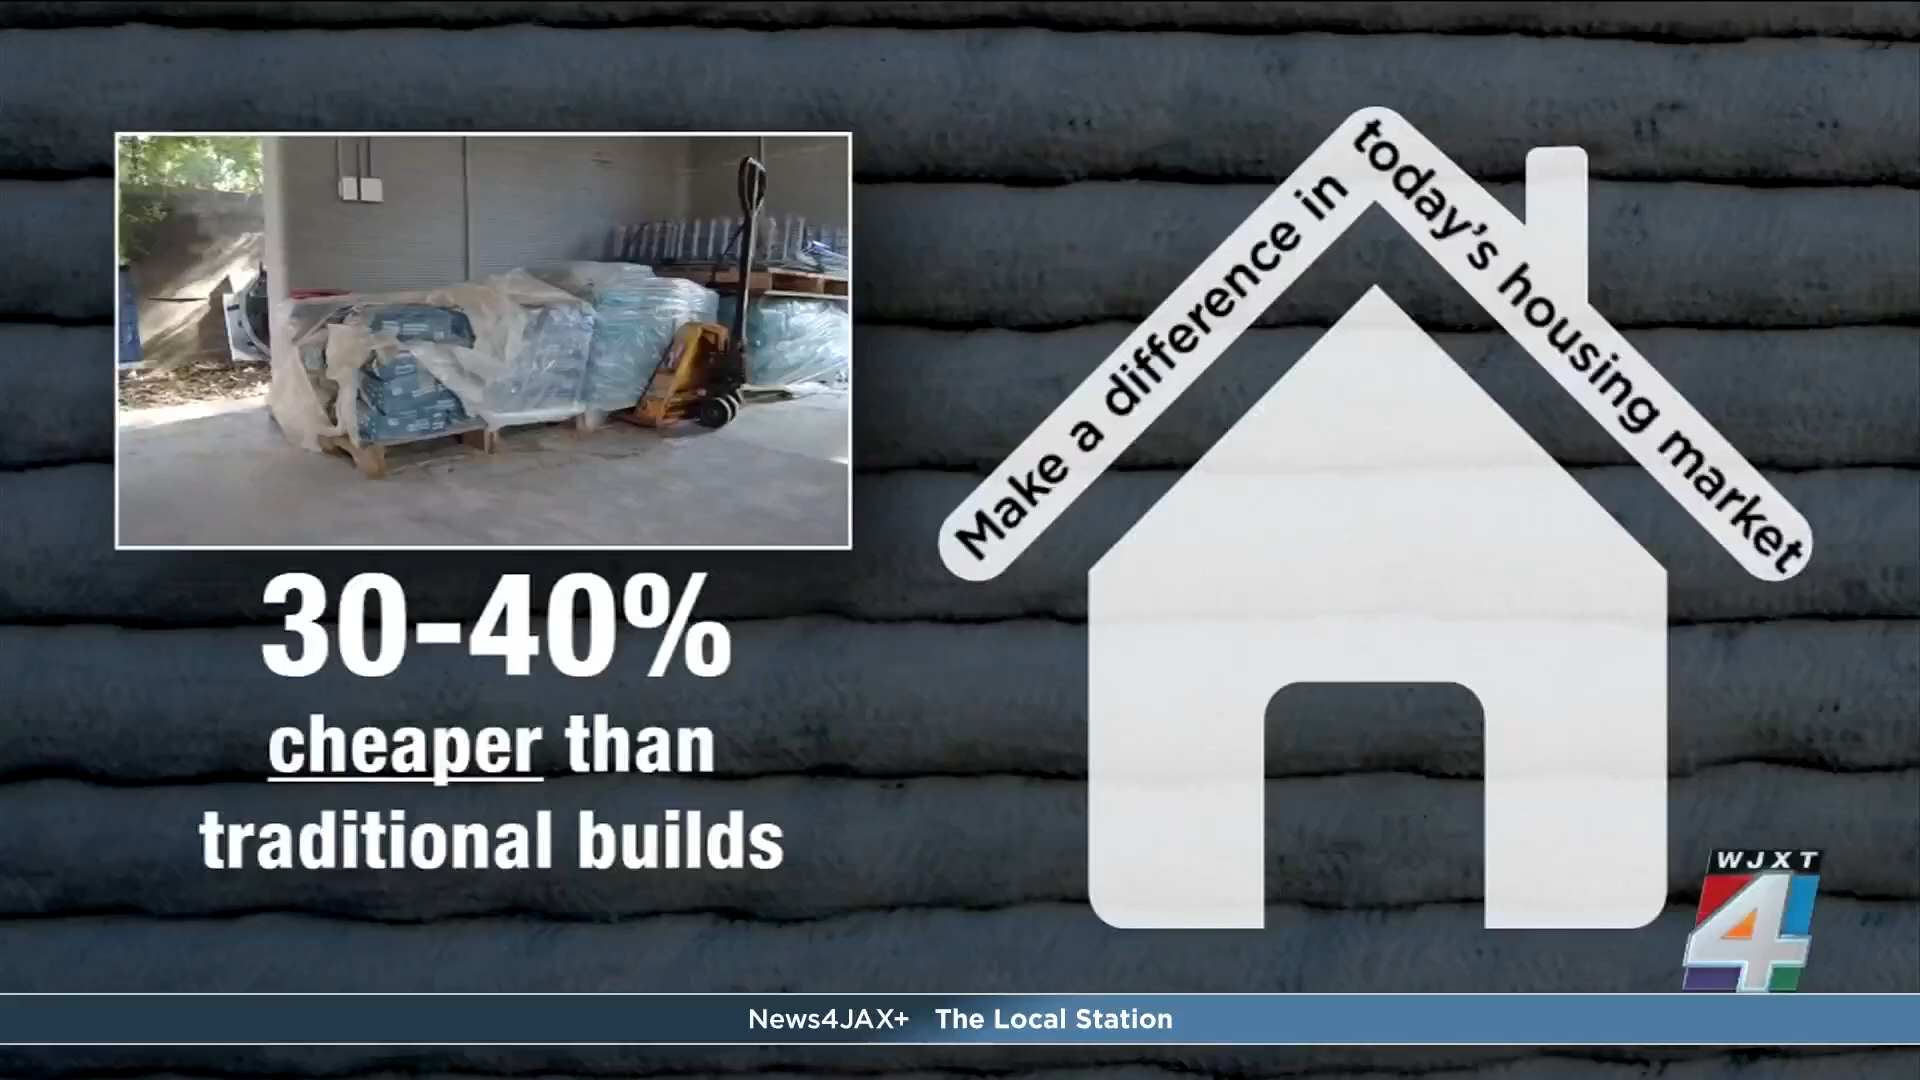 Make a difference in
today's housing market
30-40%
cheaper than
traditional builds
WJXT
4
News4JAX+ The Local Station